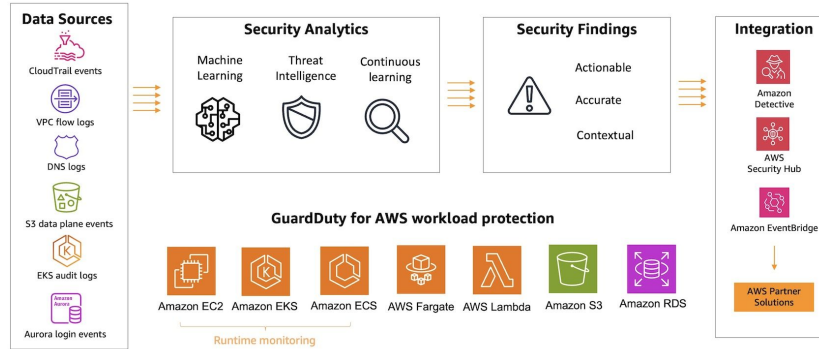 Data Sources
CloudTrail events
VPC flow logs
DNS logs
S3 data plane events
K
EKS audit logs
Amazon
Aurora
Aurora login events
Security Analytics
Machine
Learning
Threat
Intelligence
Continuous
learning
Security Findings
Actionable
Accurate
Contextual
Integration
Amazon
Detective
AWS
Security Hub
Amazon EventBridge
AWS Partner
Solutions
GuardDuty for AWS workload protection
K
Amazon EC2
Amazon EKS
Amazon ECS
AWS Fargate
AWS Lambda
Amazon S3
Amazon RDS
Runtime monitoring